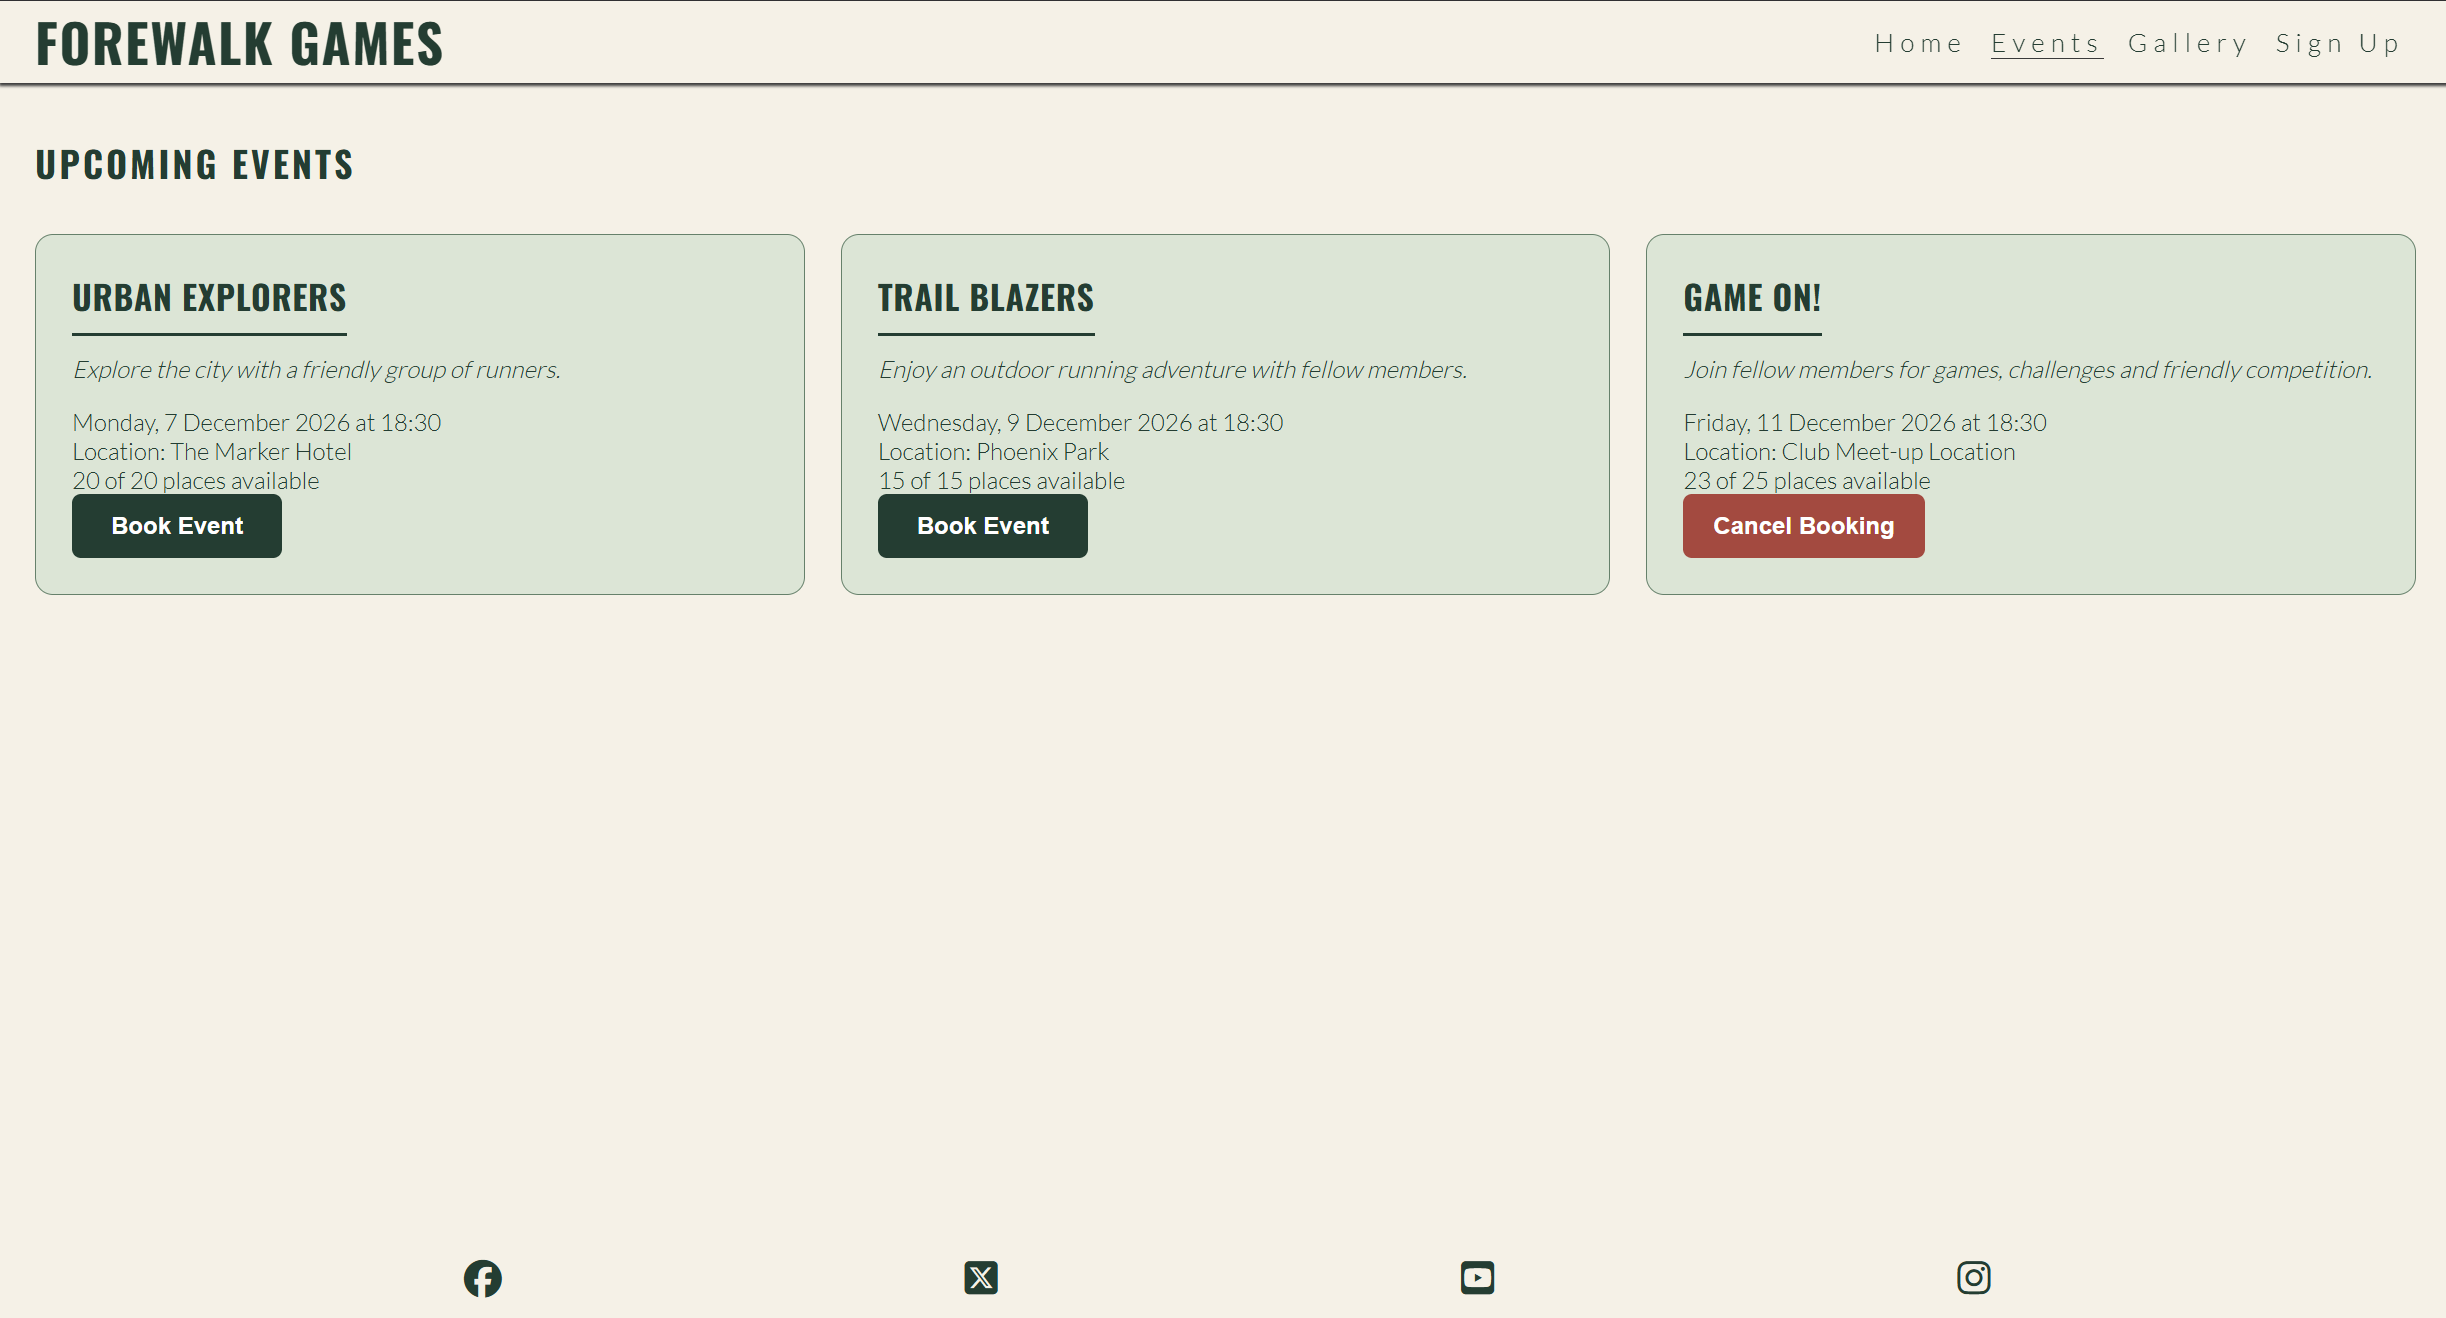 FOREWALK GAMES
Home Events Gallery Sign Up
UPCOMING EVENTS
URBAN EXPLORERS
Explore the city with a friendly group of runners.
Monday, 7 December 2026 at 18:30
Location: The Marker Hotel
20 of 20 places available
Book Event
TRAIL BLAZERS
Enjoy an outdoor running adventure with fellow members.
Wednesday, 9 December 2026 at 18:30
Location: Phoenix Park
15 of 15 places available
Book Event
GAME ON!
Join fellow members for games, challenges and friendly competition.
Friday, 11 December 2026 at 18:30
Location: Club Meet-up Location
23 of 25 places available
Cancel Booking